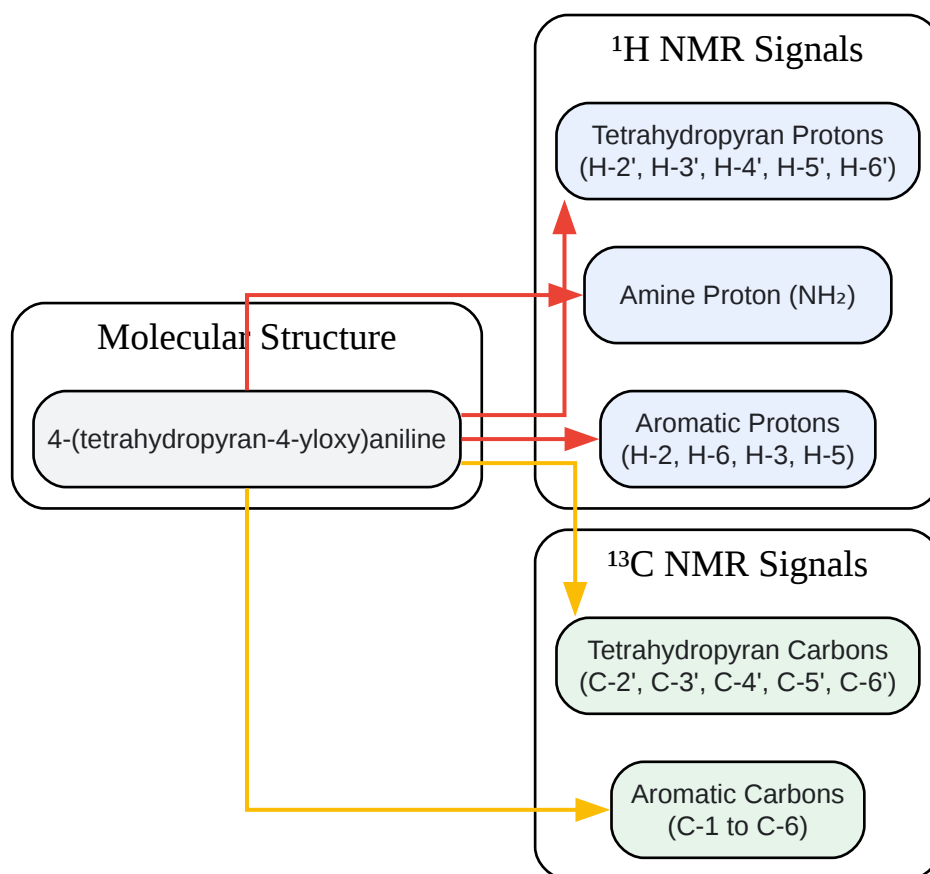 ¹H NMR Signals
Tetrahydropyran Protons
(H-2', H-3', H-4', H-5', H-6')
Amine Proton (NH₂)
Molecular Structure
4-(tetrahydropyran-4-yloxy)aniline
Aromatic Protons
(H-2, H-6, H-3, H-5)
¹³C NMR Signals
Tetrahydropyran Carbons
(C-2', C-3', C-4', C-5', C-6')
Aromatic Carbons
(C-1 to C-6)